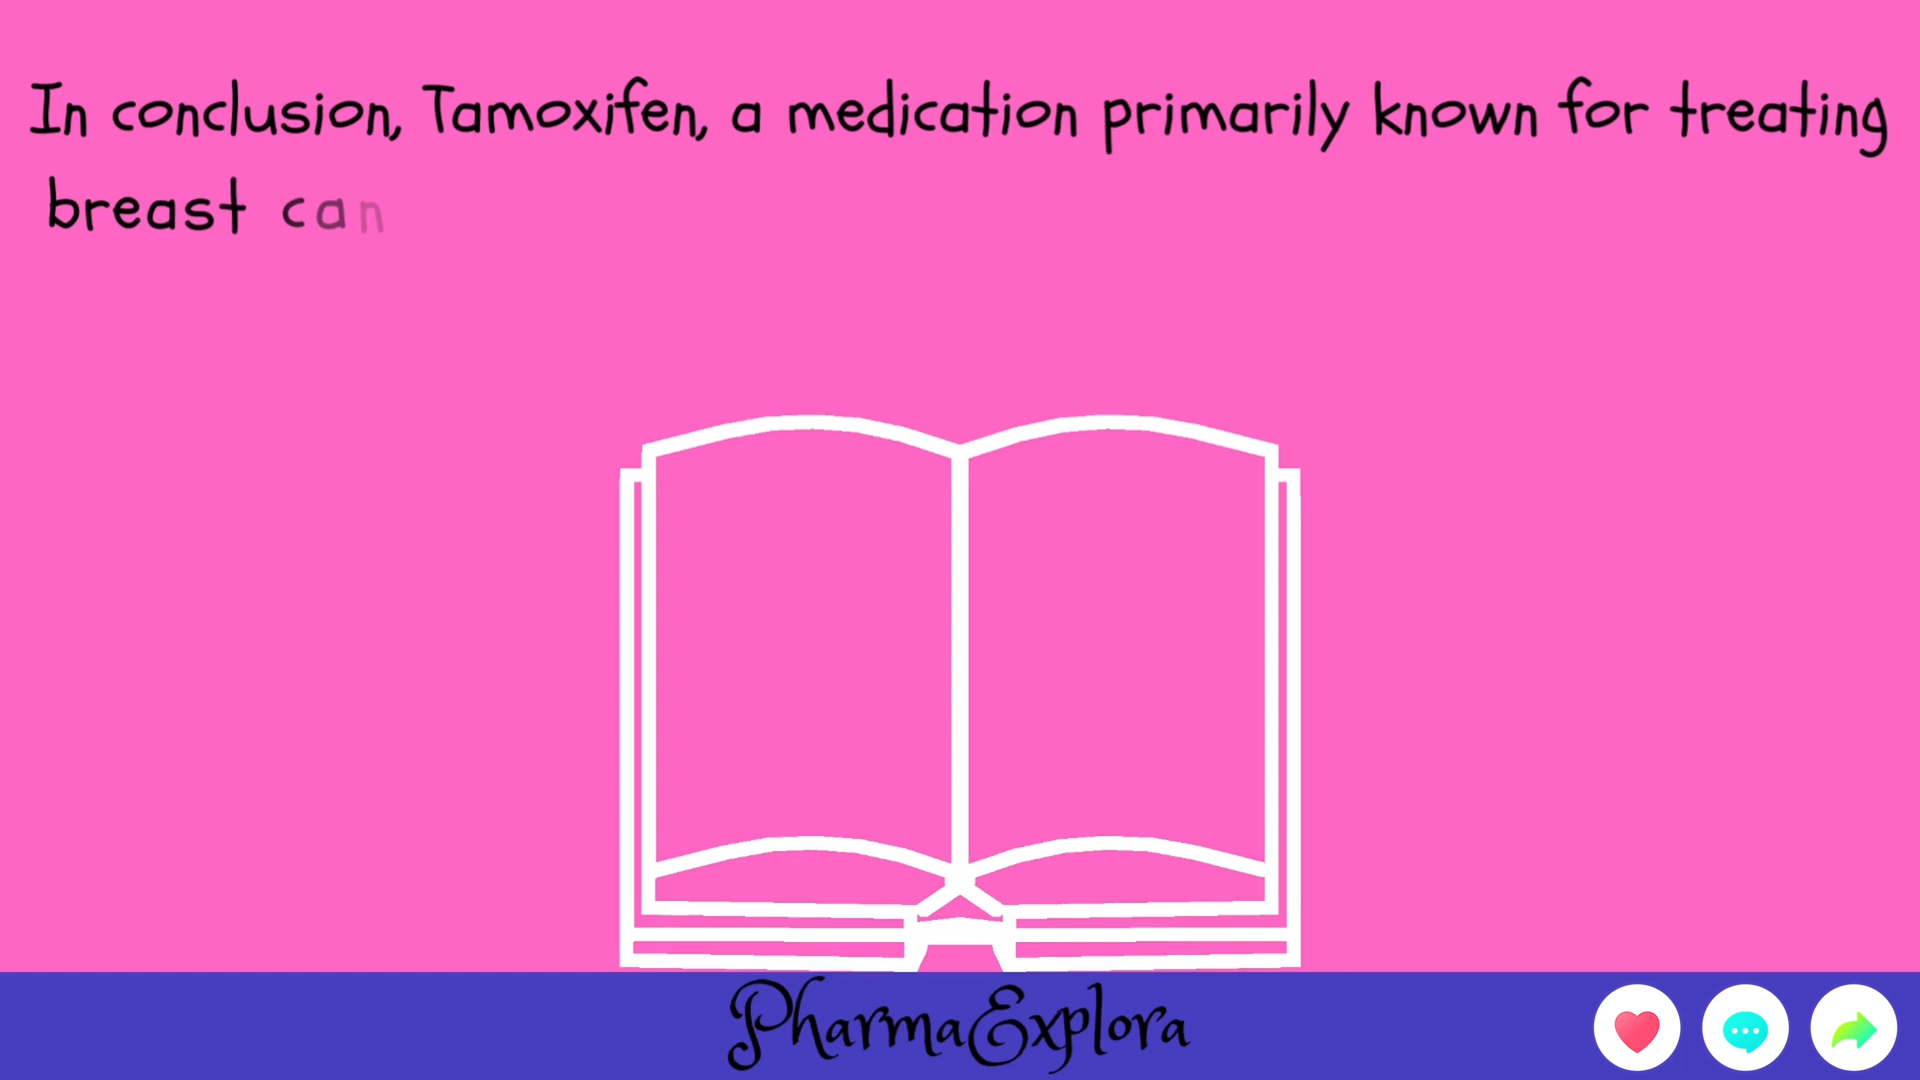 In conclusion, Tamoxifen, a medication primarily known for treating
breast can
PharmaExplora